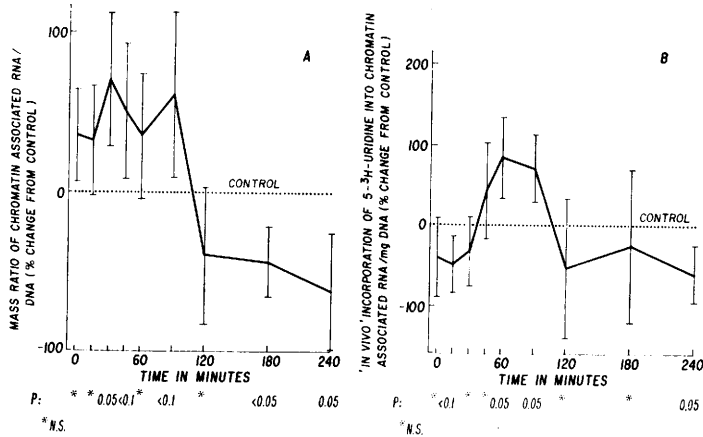 A
MASS RATIO OF CHROMATIN ASSOCIATED RNA/
DNA (% CHANGE FROM CONTROL)
100
0
-100
CONTROL
0 60 120 180 240
TIME IN MINUTES
P: * * 0.05 <0.1 * <0.1 * <0.05 0.05
*N.S.
B
'IN VIVO' INCORPORATION OF 5-³H-URIDINE INTO CHROMATIN
ASSOCIATED RNA/mg DNA (% CHANGE FROM CONTROL)
200
100
0
-100
CONTROL
0 60 120 180 240
TIME IN MINUTES
P: * <0.1 * * 0.05 0.05 * * 0.05
*N.S.